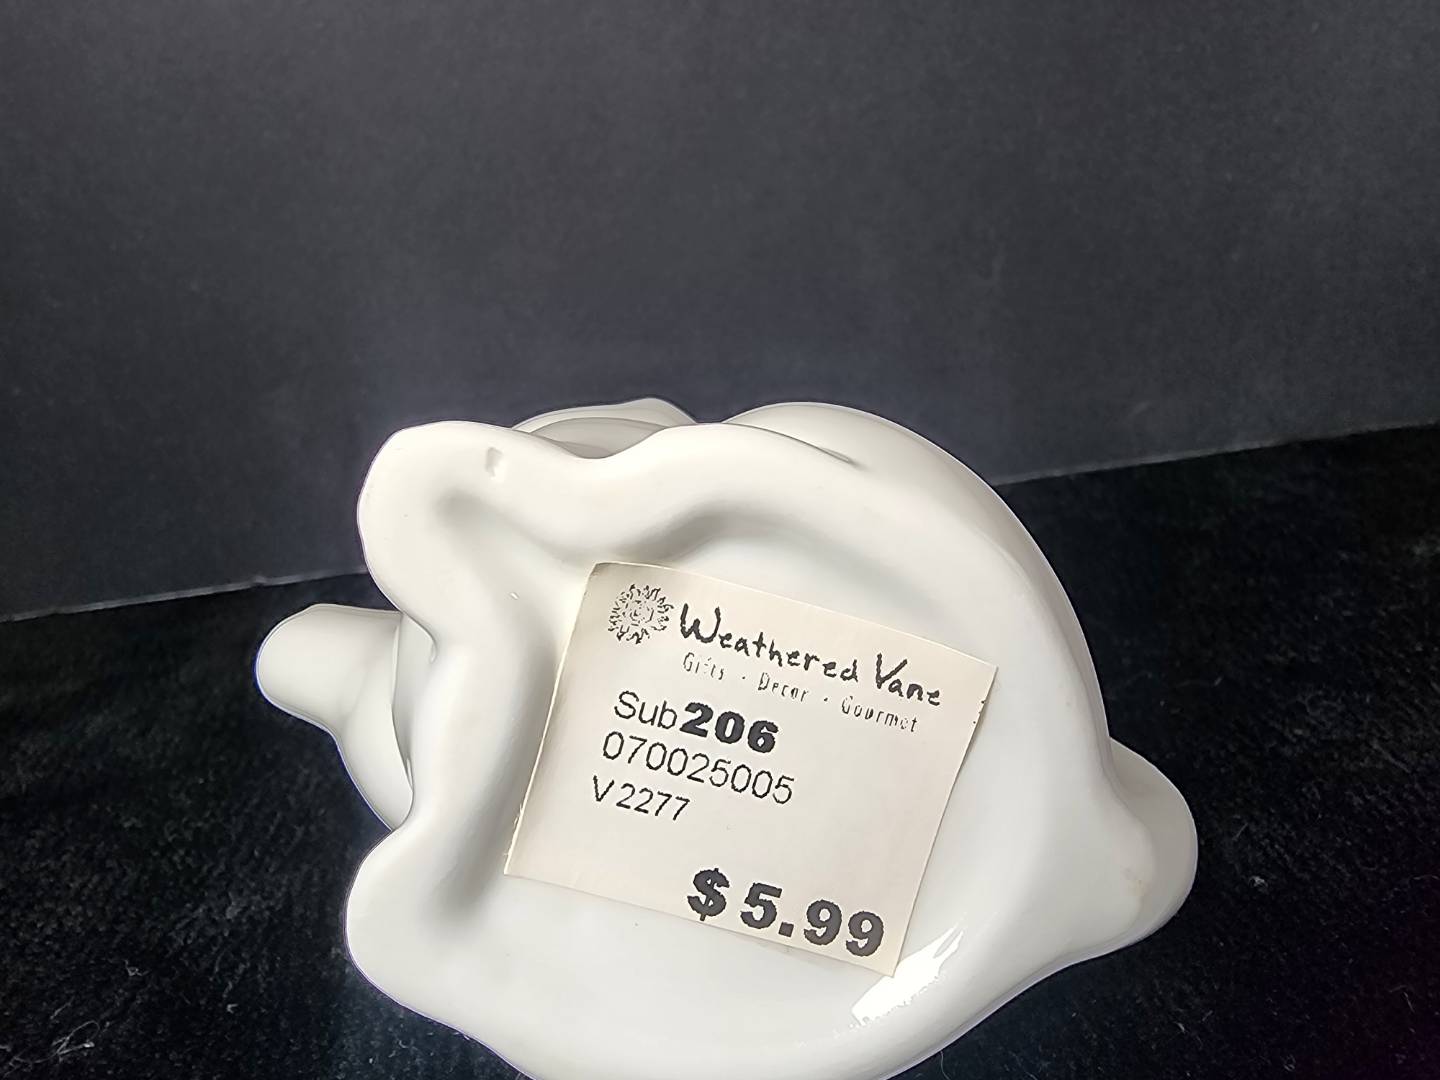 Weathered Vane
Gifts · Decor · Gourmet
Sub206
070025005
V2277
$5.99